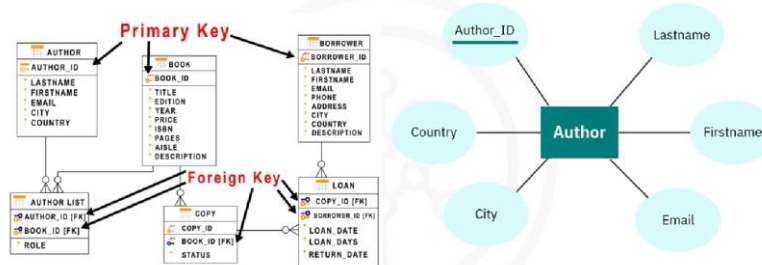 Primary Key
AUTHOR
AUTHOR_ID
LASTNAME
FIRSTNAME
EMAIL
CITY
COUNTRY
BOOK
BOOK_ID
TITLE
EDITION
YEAR
PRICE
ISBN
PAGES
AISLE
DESCRIPTION
BORROWER
BORROWER_ID
LASTNAME
FIRSTNAME
EMAIL
PHONE
ADDRESS
CITY
COUNTRY
DESCRIPTION
Foreign Key
AUTHOR LIST
AUTHOR_ID [FK]
BOOK_ID [FK]
ROLE
COPY
COPY_ID
BOOK_ID [FK]
STATUS
LOAN
COPY_ID [FK]
BORROWER_ID [FK]
LOAN_DATE
LOAN_DAYS
RETURN_DATE
Author_ID
Lastname
Country
Author
Firstname
City
Email